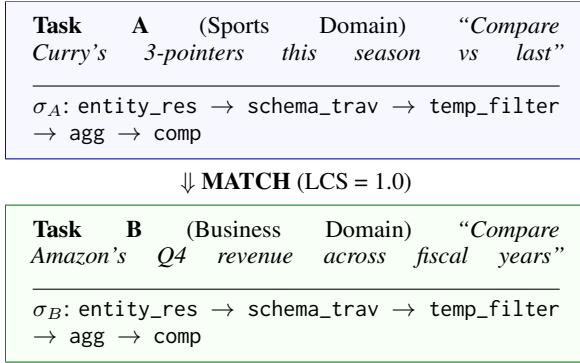 Task A (Sports Domain) “Compare
Curry's 3-pointers this season vs last”
σ_A: entity_res → schema_trav → temp_filter
→ agg → comp
⇓ MATCH (LCS = 1.0)
Task B (Business Domain) “Compare
Amazon's Q4 revenue across fiscal years”
σ_B: entity_res → schema_trav → temp_filter
→ agg → comp